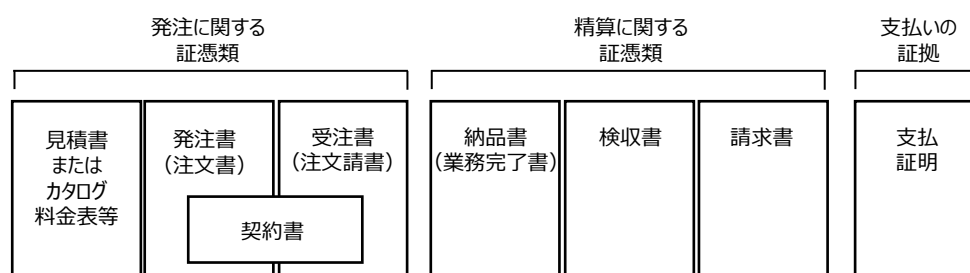 発注に関する
証憑類
精算に関する
証憑類
支払いの
証拠
見積書
または
カタログ
料金表等
発注書
（注文書）
受注書
（注文請書）
契約書
納品書
（業務完了書）
検収書
請求書
支払
証明